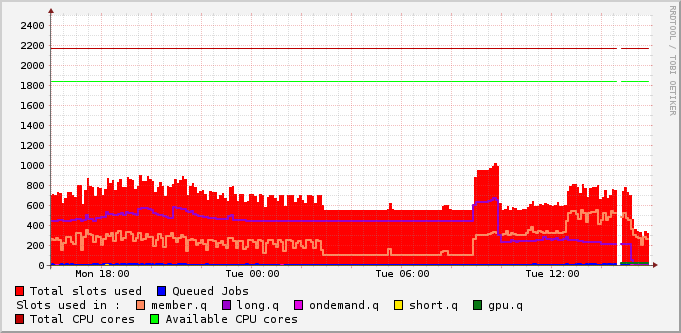 2400
2200
2000
1800
1600
1400
1200
1000
800
600
400
200
0
Mon 18:00 Tue 00:00 Tue 06:00 Tue 12:00
Total slots used Queued Jobs
Slots used in : member.q long.q ondemand.q short.q gpu.q
Total CPU cores Available CPU cores
RRDTOOL / TOBI OETIKER